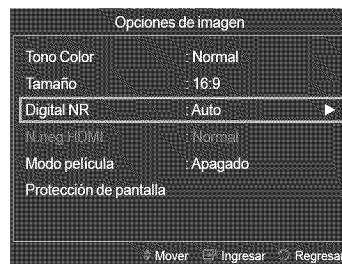 Opciones de imagen
Tono Color : Normal
Tamaño : 16:9
Digital NR : Auto
N.neg HDMI : Normal
Modo película : Apagado
Protección de pantalla
Mover Ingresar Regresar